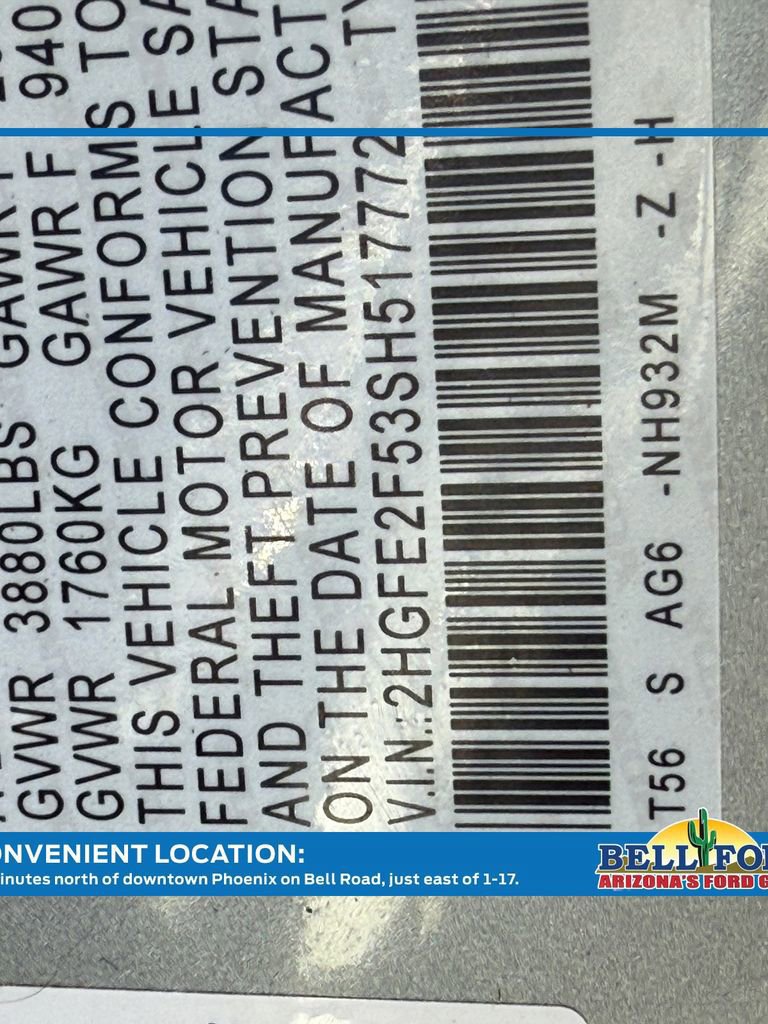 940
GAWR F
GVWR 3880LBS
GVWR 1760KG GAWR F
THIS VEHICLE CONFORMS TO
FEDERAL MOTOR VEHICLE SA
AND THEFT PREVENTION STA
ON THE DATE OF MANUFACT
V.I.N.:2HGFE2F53SH517772 TY
T56 S AG6 -NH932M -Z -H
ONVENIENT LOCATION:
inutes north of downtown Phoenix on Bell Road, just east of 1-17.
BELL FO
ARIZONA'S FORD G